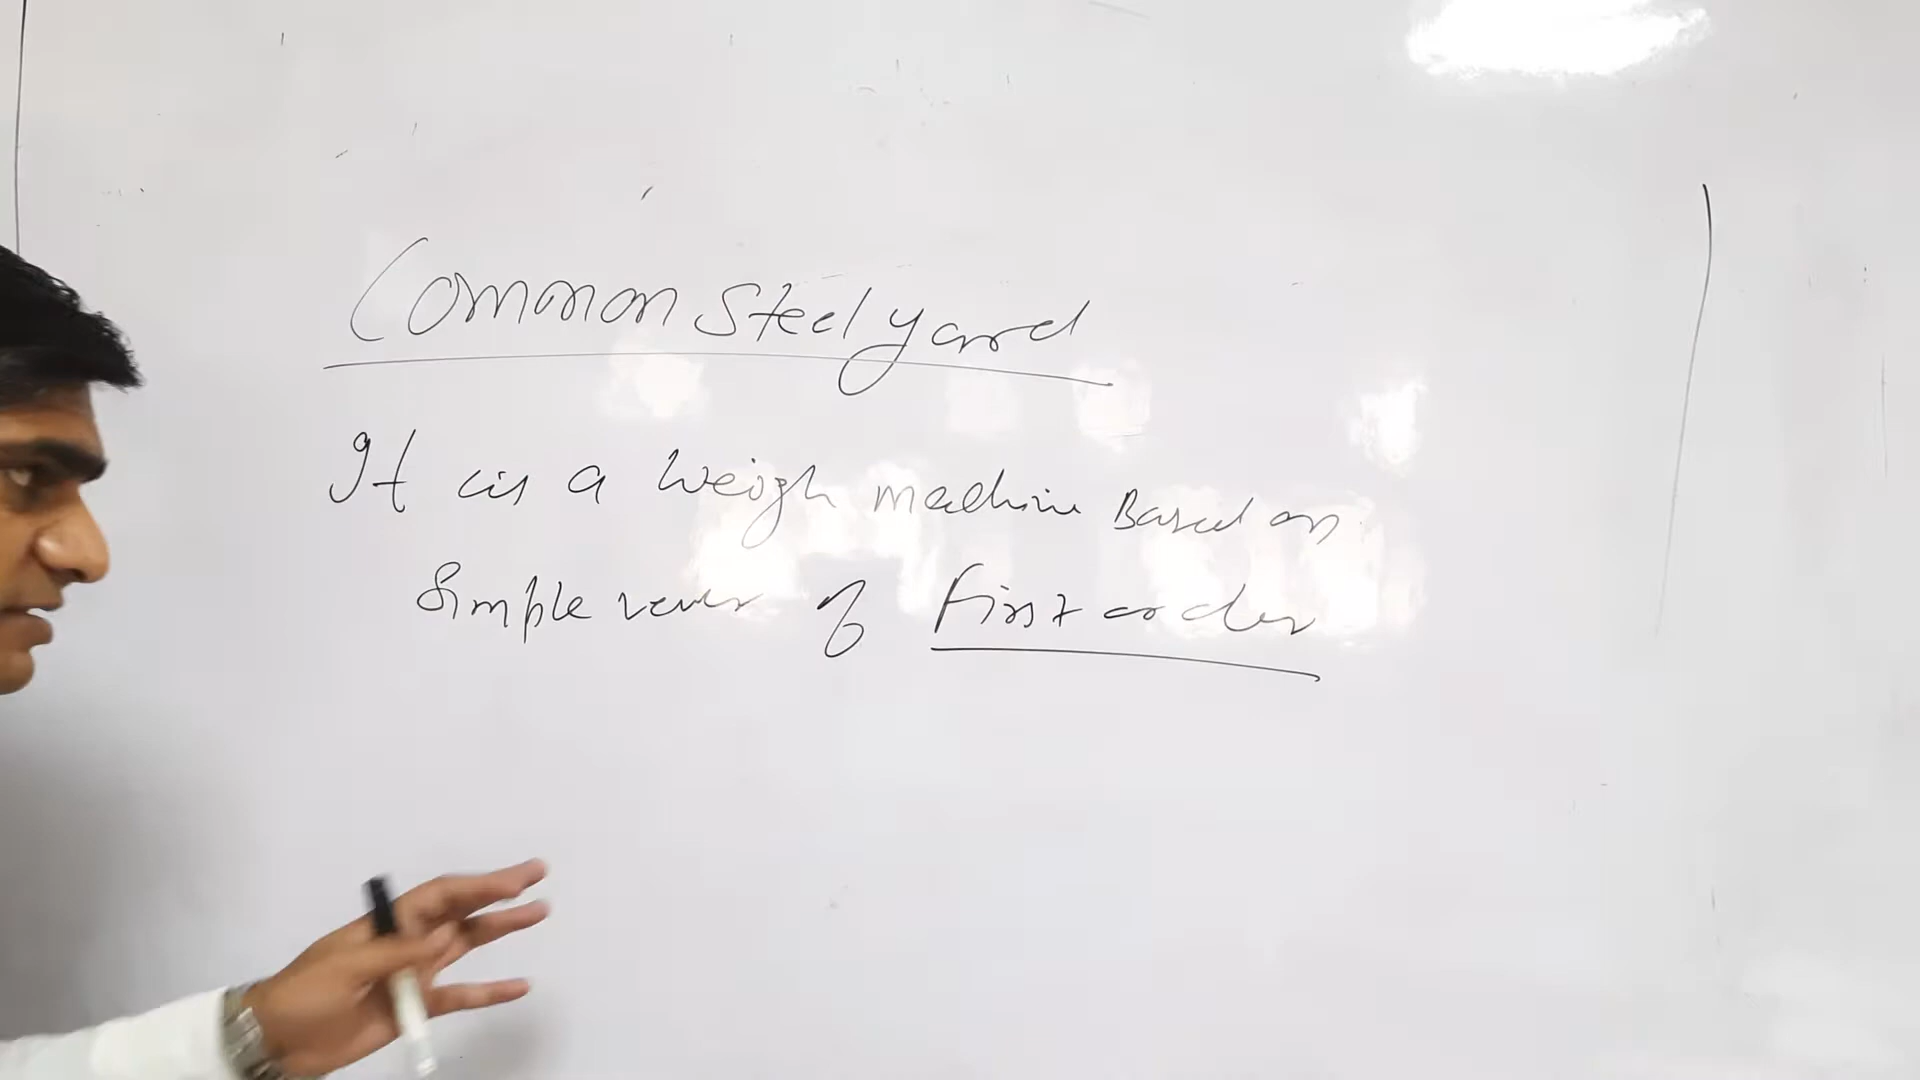 Common Steelyard
It is a weigh machine Based on
Simple lever of First order